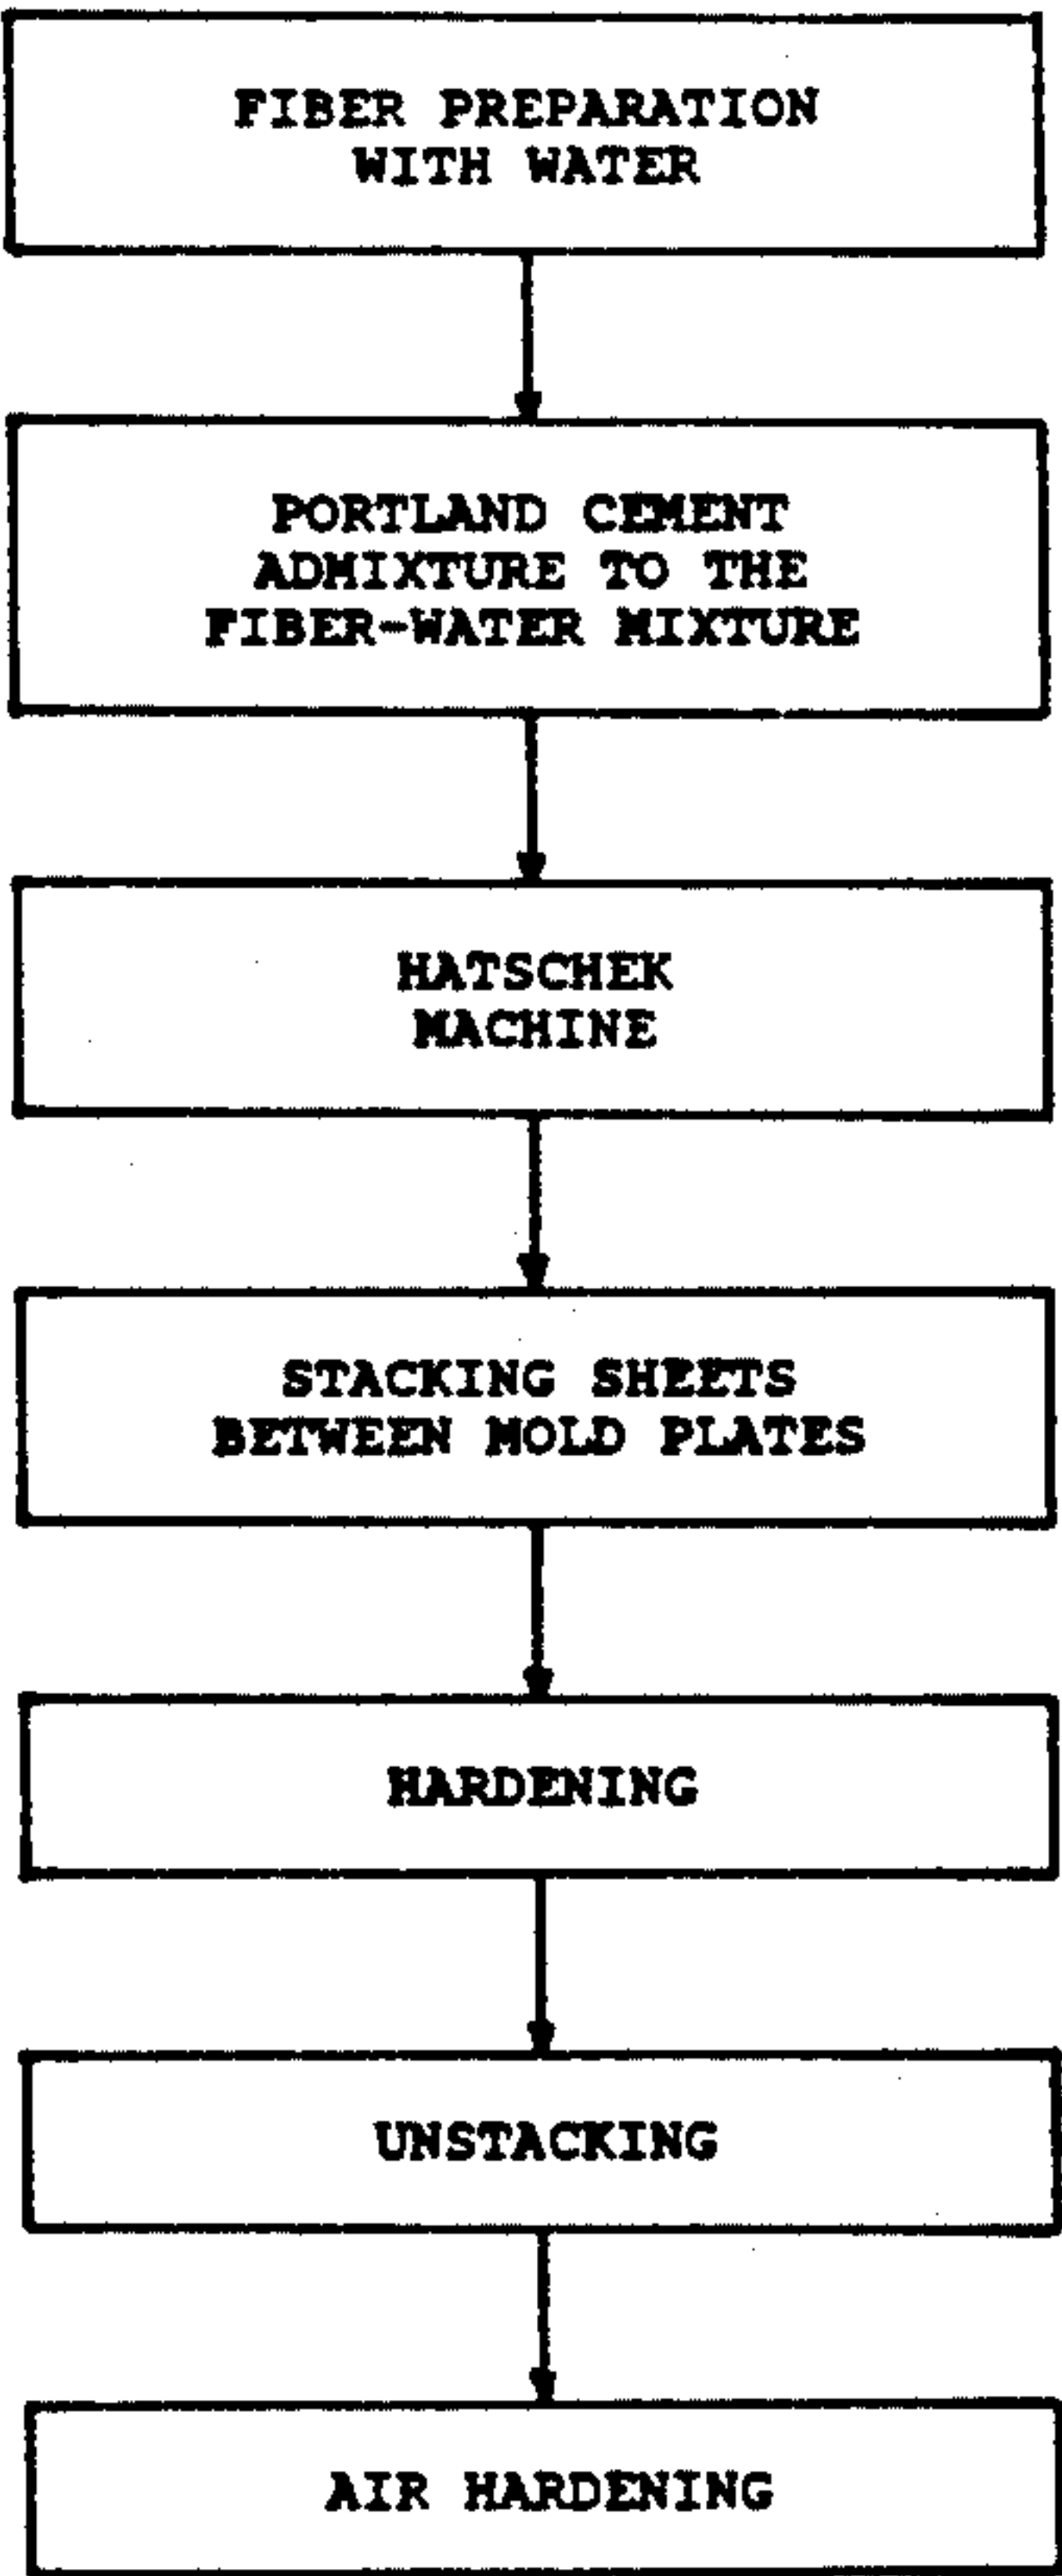 FIBER PREPARATION
WITH WATER
PORTLAND CEMENT
ADMIXTURE TO THE
FIBER-WATER MIXTURE
HATSCHEK
MACHINE
STACKING SHEETS
BETWEEN MOLD PLATES
HARDENING
UNSTACKING
AIR HARDENING